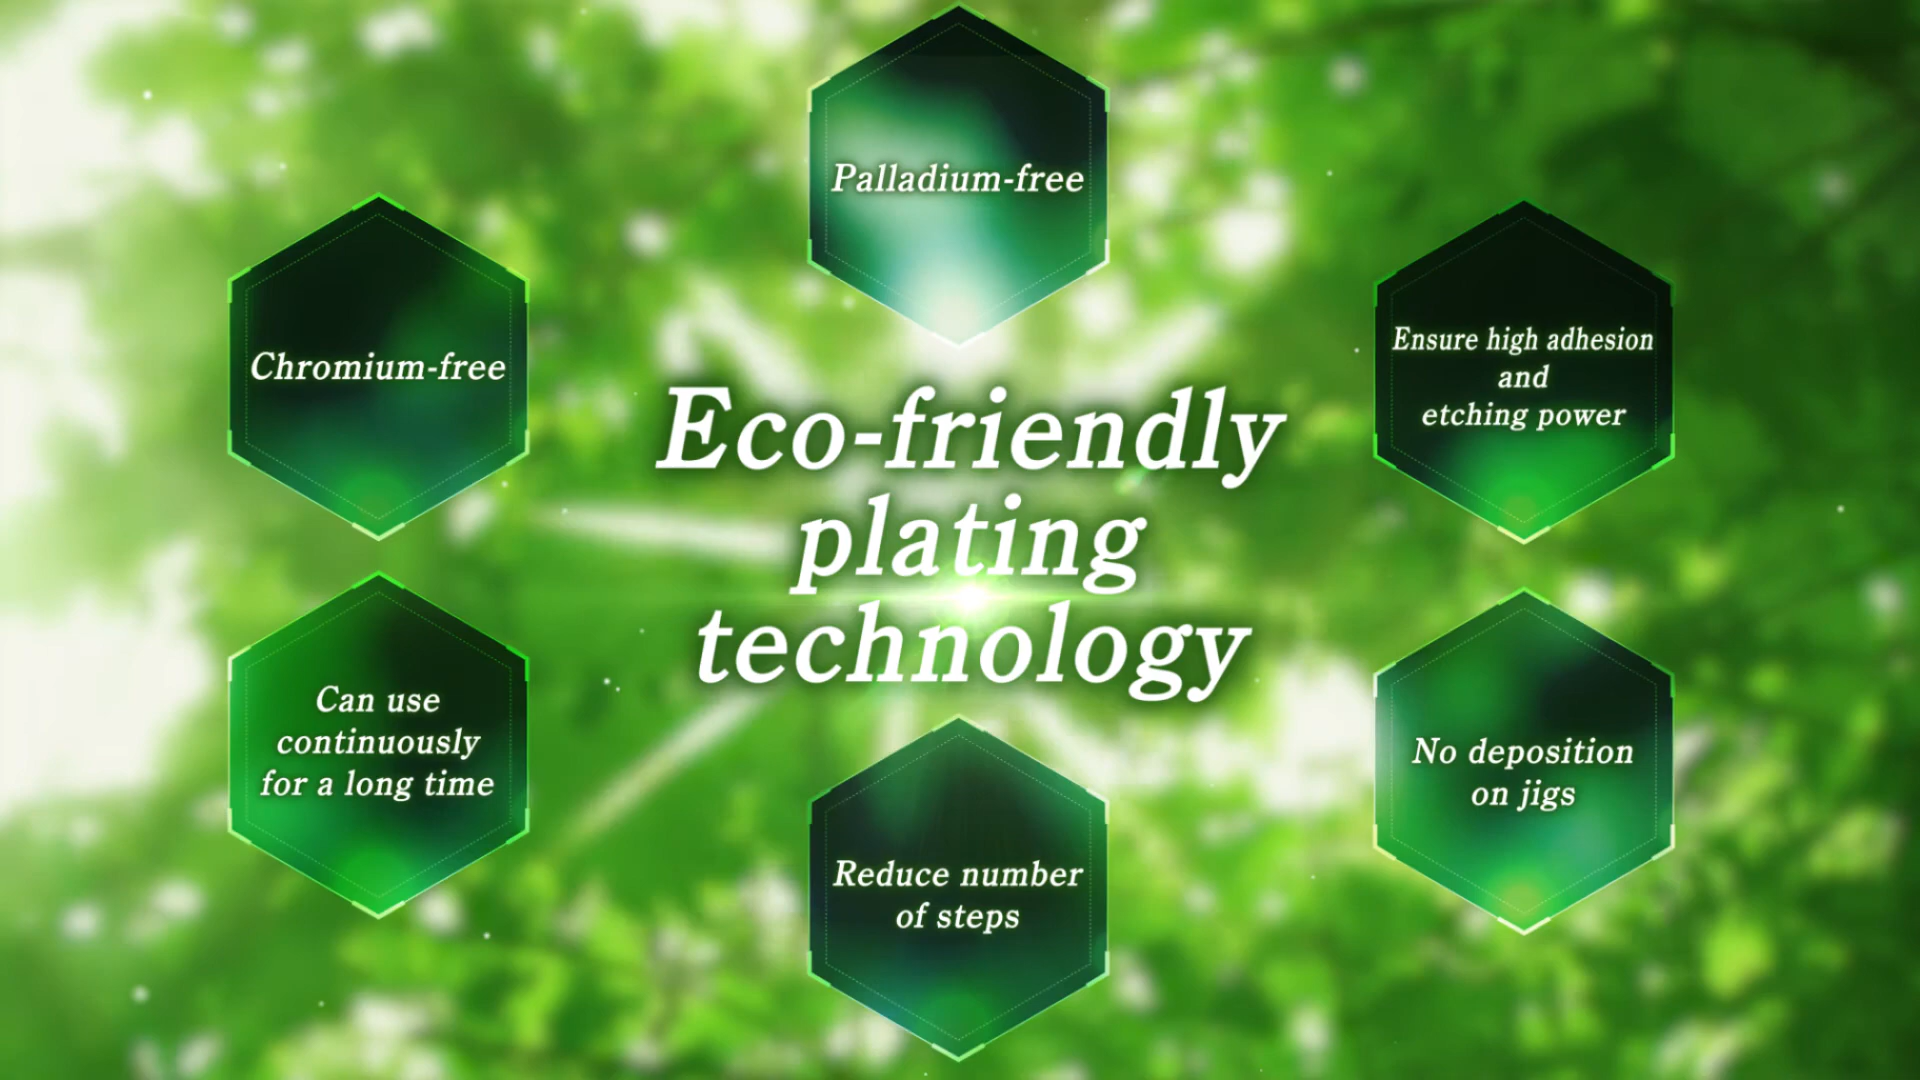 Palladium-free
Chromium-free
Ensure high adhesion
and
etching power
Eco-friendly
plating
technology
Can use
continuously
for a long time
No deposition
on jigs
Reduce number
of steps